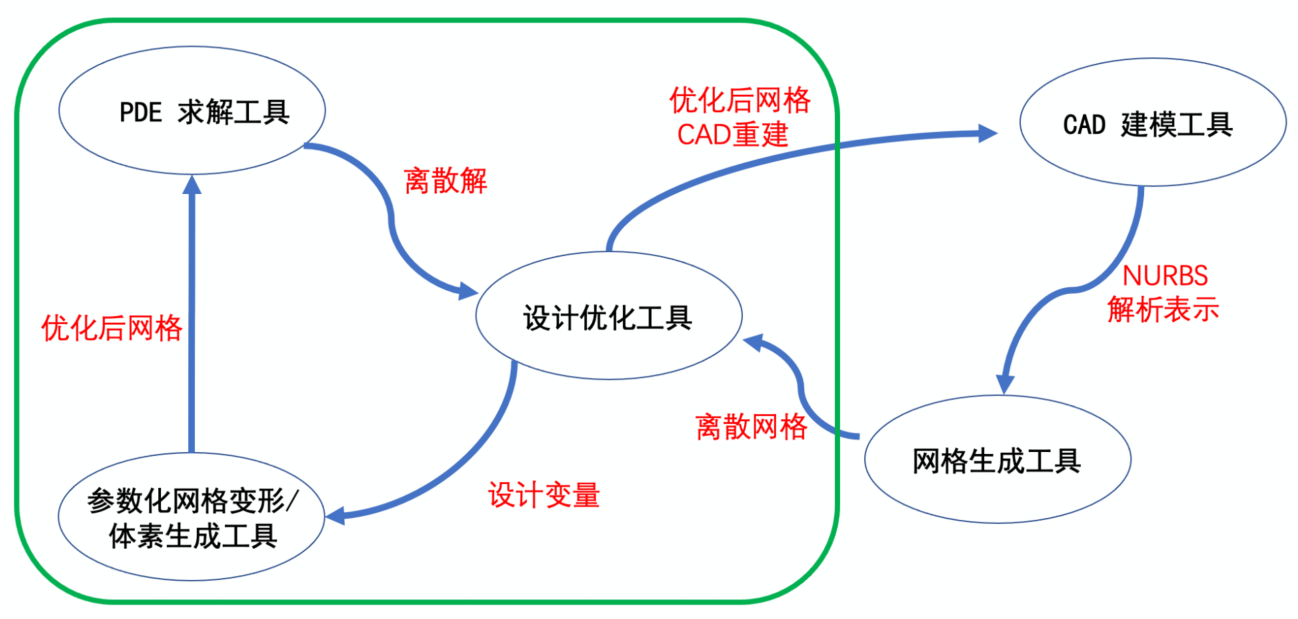 PDE 求解工具
优化后网格
CAD重建
CAD 建模工具
离散解
NURBS
解析表示
设计优化工具
优化后网格
离散网格
网格生成工具
设计变量
参数化网格变形/
体素生成工具